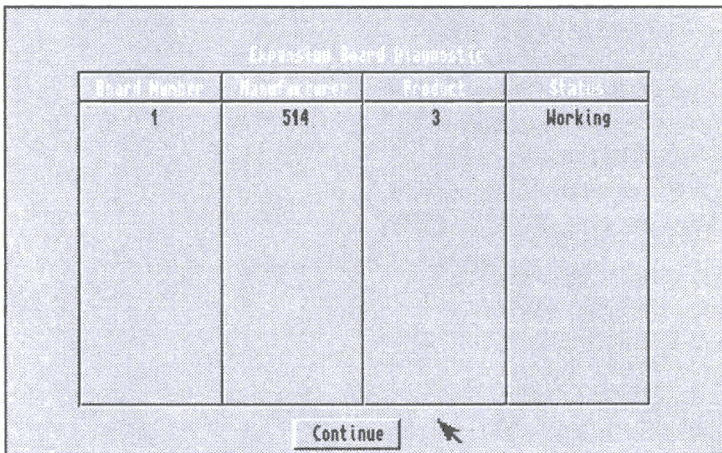 Expansion Board Diagnostic
Board Number Manufacturer Product Status
1 514 3 Working
Continue